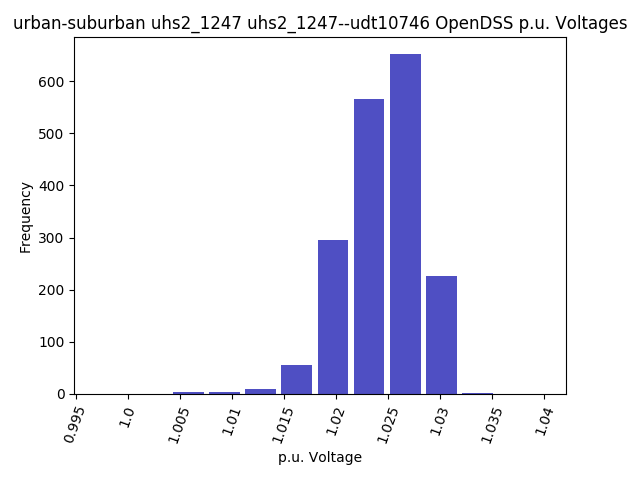 urban-suburban uhs2_1247 uhs2_1247--udt10746 OpenDSS p.u. Voltages
600
500
400
300
200
100
0
Frequency
0.995 1.0 1.005 1.01 1.015 1.02 1.025 1.03 1.035 1.04
p.u. Voltage